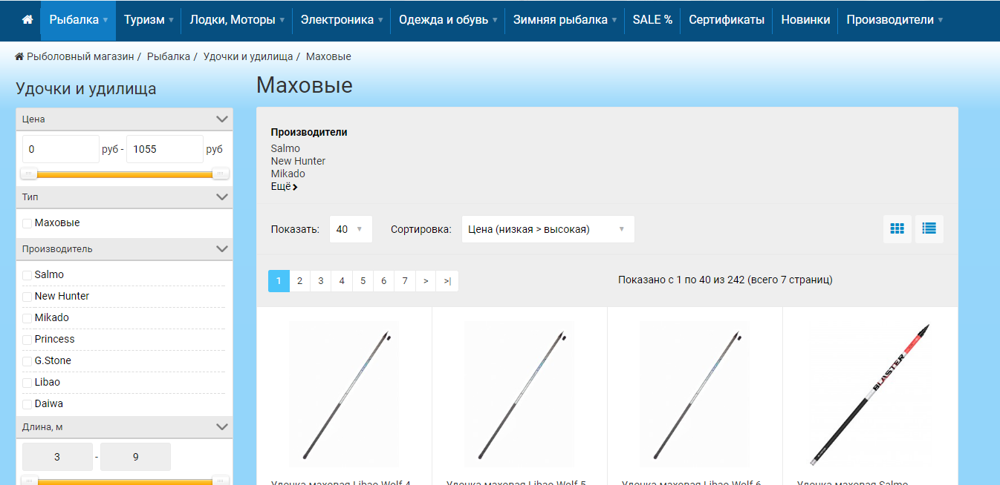 Рыбалка Туризм Лодки, Моторы Электроника Одежда и обувь Зимняя рыбалка SALE % Сертификаты Новинки Производители
Рыболовный магазин / Рыбалка / Удочки и удилища / Маховые
Удочки и удилища
Цена
0 руб - 1055 руб
Тип
Маховые
Производитель
Salmo
New Hunter
Mikado
Princess
G.Stone
Libao
Daiwa
Длина, м
3 - 9
Маховые
Производители
Salmo
New Hunter
Mikado
Ещё
Показать: 40 Сортировка: Цена (низкая > высокая)
1 2 3 4 5 6 7 > >| Показано с 1 по 40 из 242 (всего 7 страниц)
BLASTER
Удочка маховая Libao Wolf 4 Удочка маховая Libao Wolf 5 Удочка маховая Libao Wolf 6 Удочка маховая Salmo